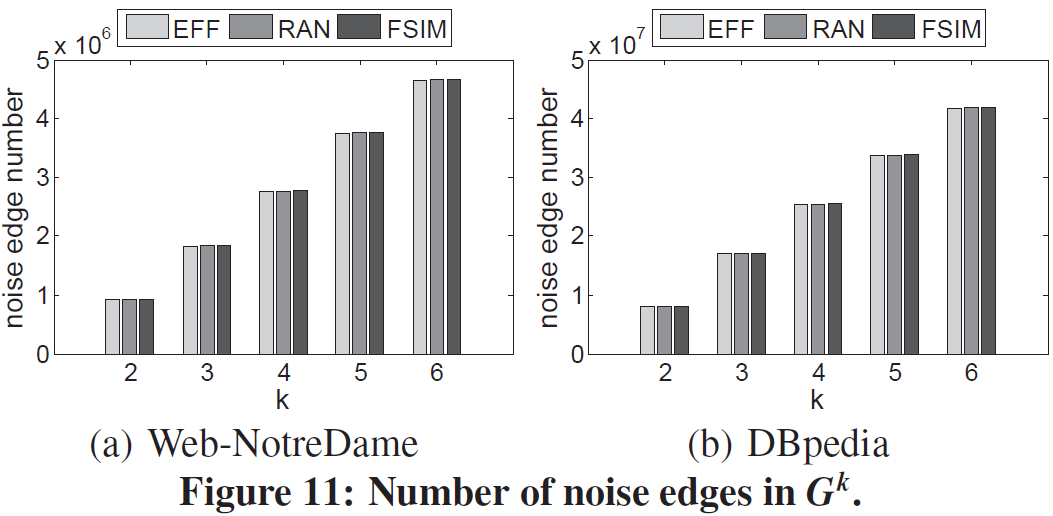 EFF RAN FSIM
x 10^6
5
4
3
2
1
0
noise edge number
2 3 4 5 6
k
(a) Web-NotreDame
EFF RAN FSIM
x 10^7
5
4
3
2
1
0
noise edge number
2 3 4 5 6
k
(b) DBpedia
Figure 11: Number of noise edges in G^k.